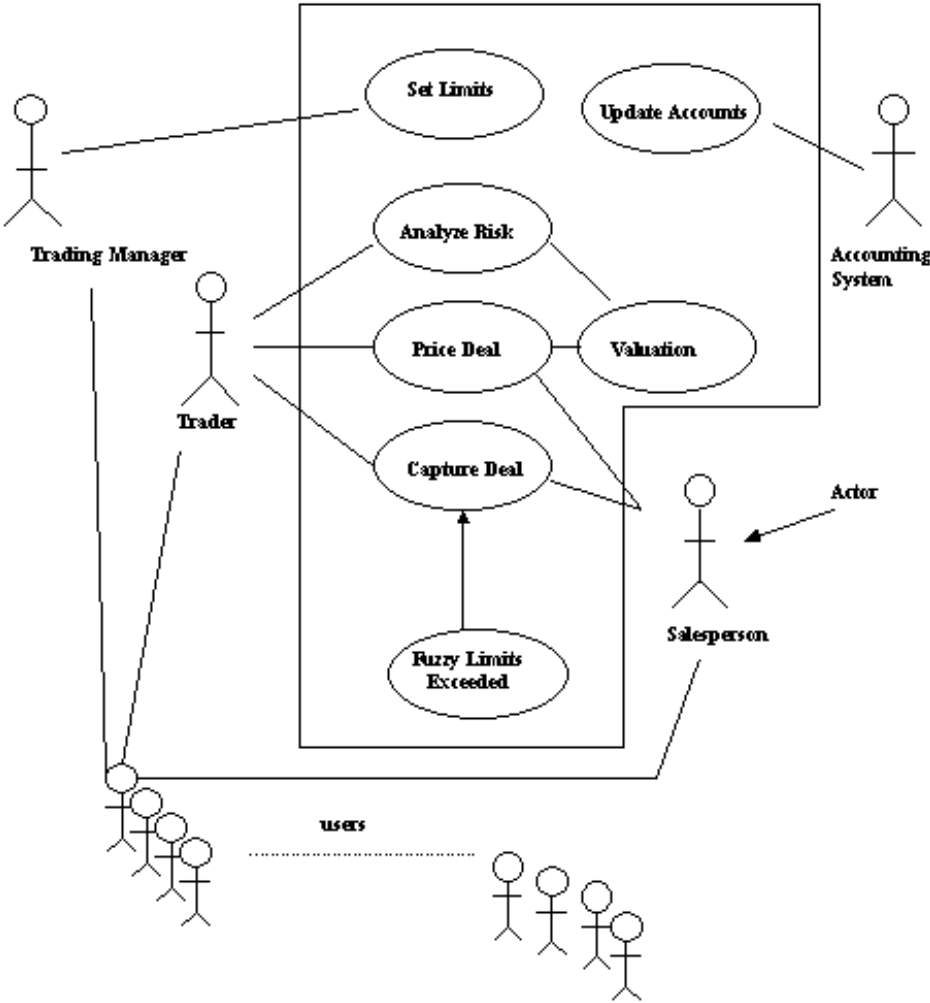 Set Limits
Update Accounts
Trading Manager
Analyze Risk
Accounting
System
Trader
Price Deal
Valuation
Capture Deal
Actor
Salesperson
Fuzzy Limits
Exceeded
users